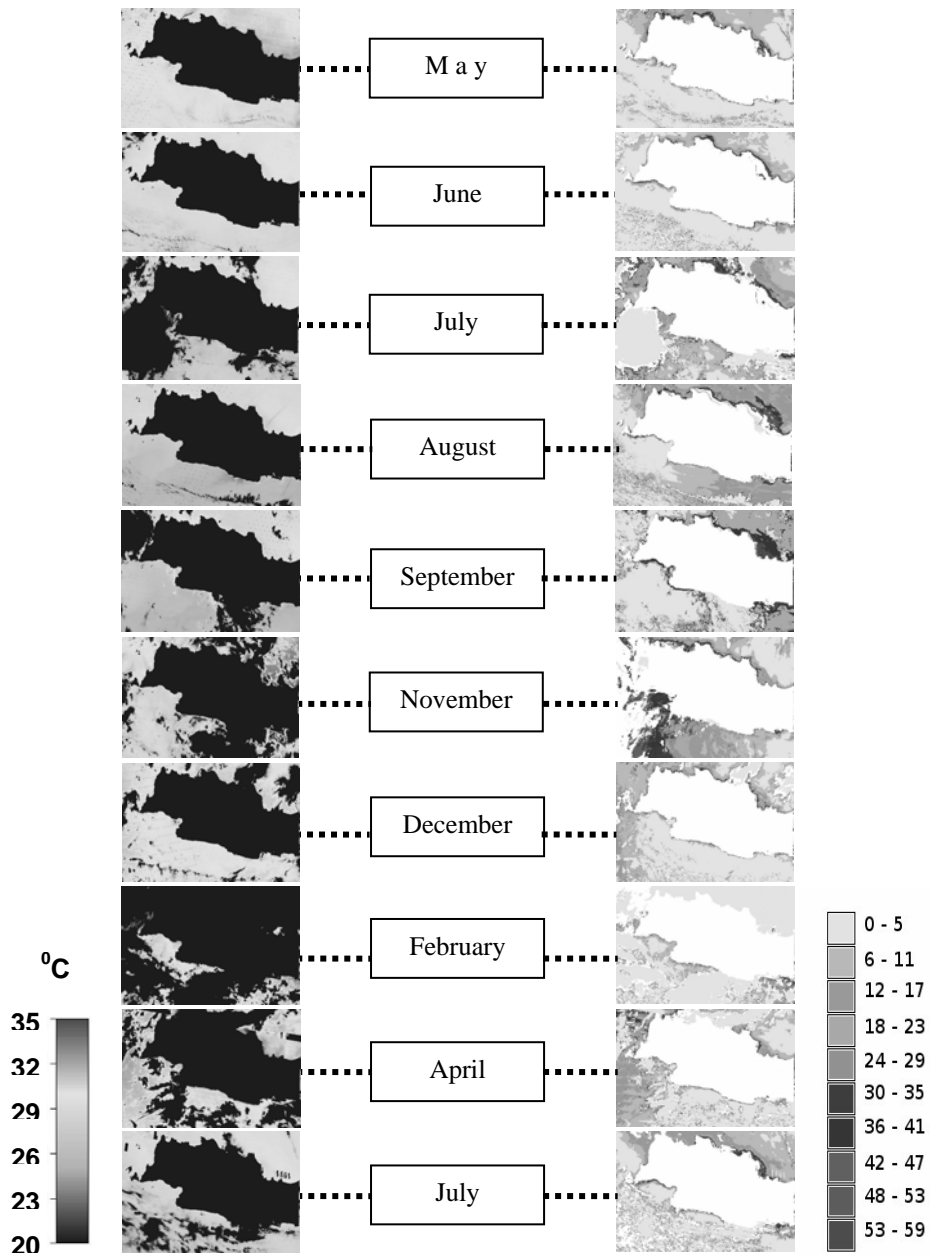 M a y
June
July
August
September
November
December
February
April
July
⁰C
35
32
29
26
23
20
0 - 5
6 - 11
12 - 17
18 - 23
24 - 29
30 - 35
36 - 41
42 - 47
48 - 53
53 - 59